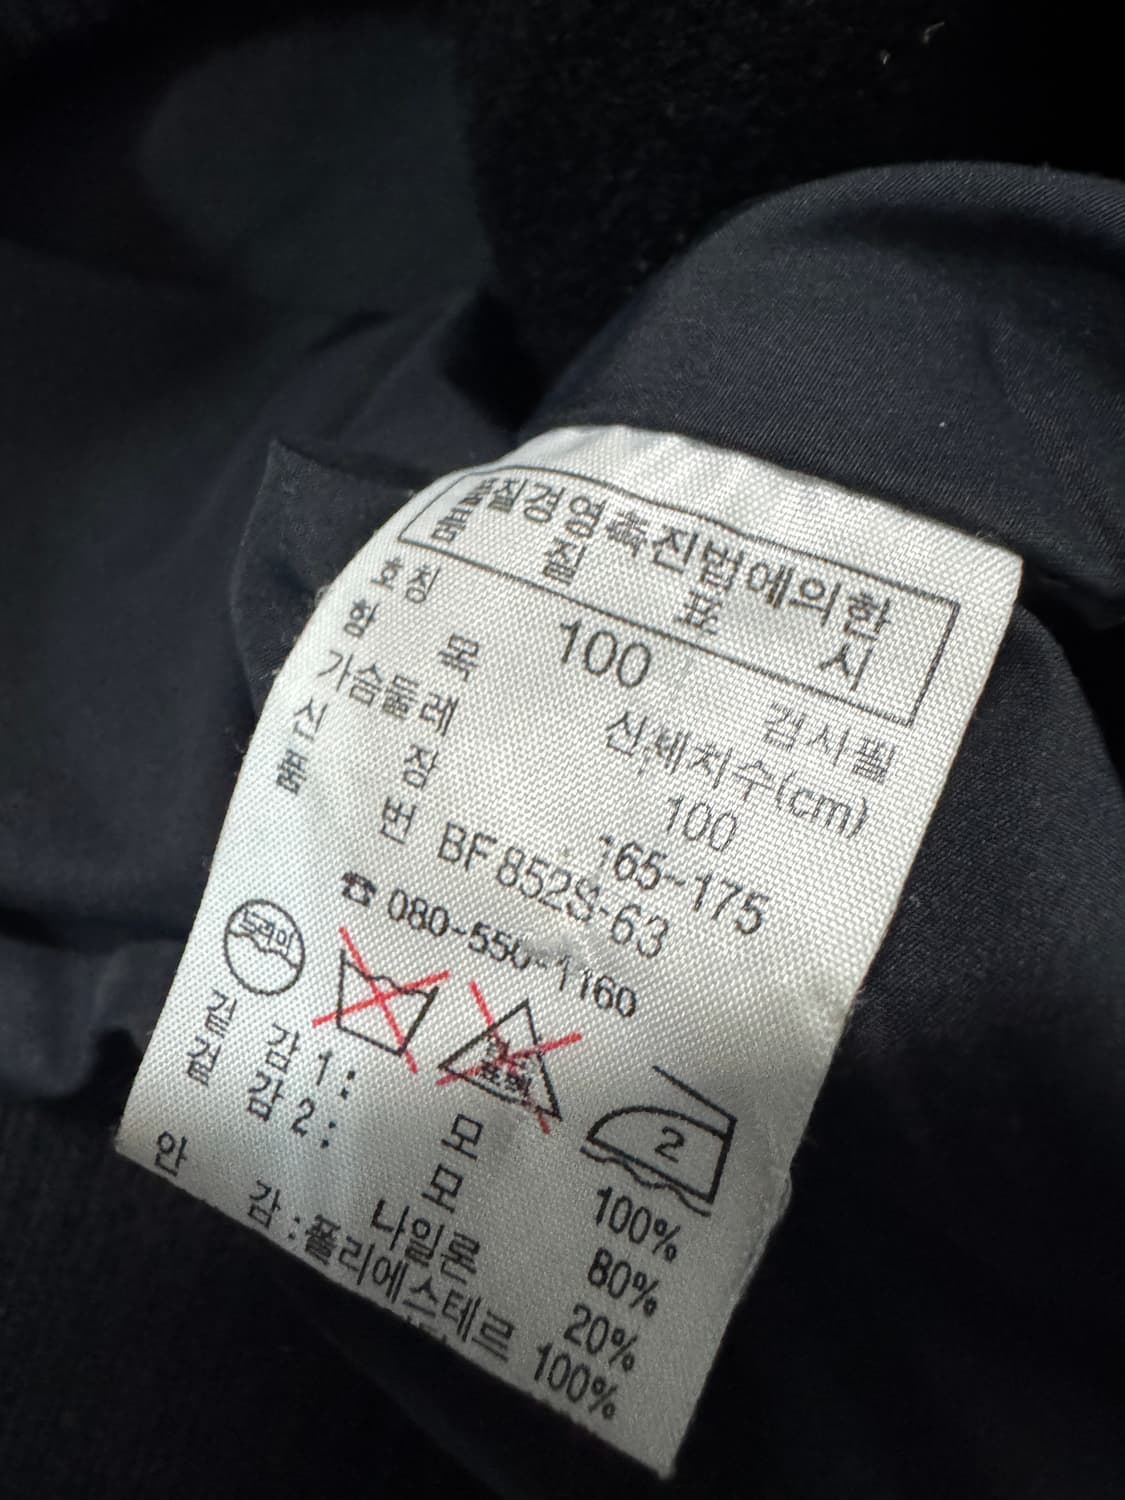 품질경영촉진법에의한
품 질 표 시
호칭 100 검사필
항 목 신체치수(cm)
가슴둘레 100
신 장 165-175
품 번 BF852S-63
☎ 080-550-1160
드라이
2
겉 감 1: 모 100%
겉 감 2: 모 80%
나일론 20%
안 감:폴리에스테르 100%